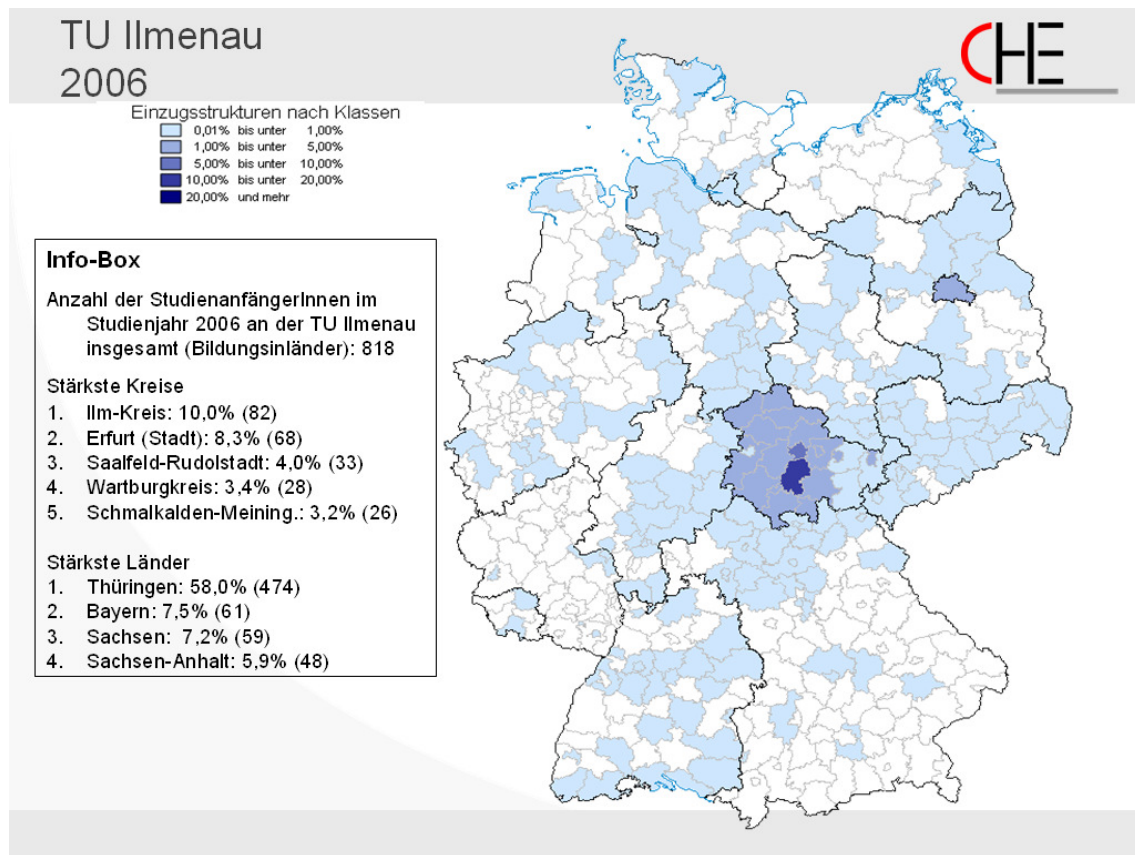 TU Ilmenau
2006
CHE
Einzugsstrukturen nach Klassen
0,01% bis unter 1,00%
1,00% bis unter 5,00%
5,00% bis unter 10,00%
10,00% bis unter 20,00%
20,00% und mehr
Info-Box
Anzahl der StudienanfängerInnen im
Studienjahr 2006 an der TU Ilmenau
insgesamt (Bildungsinländer): 818
Stärkste Kreise
1. Ilm-Kreis: 10,0% (82)
2. Erfurt (Stadt): 8,3% (68)
3. Saalfeld-Rudolstadt: 4,0% (33)
4. Wartburgkreis: 3,4% (28)
5. Schmalkalden-Meining.: 3,2% (26)
Stärkste Länder
1. Thüringen: 58,0% (474)
2. Bayern: 7,5% (61)
3. Sachsen: 7,2% (59)
4. Sachsen-Anhalt: 5,9% (48)